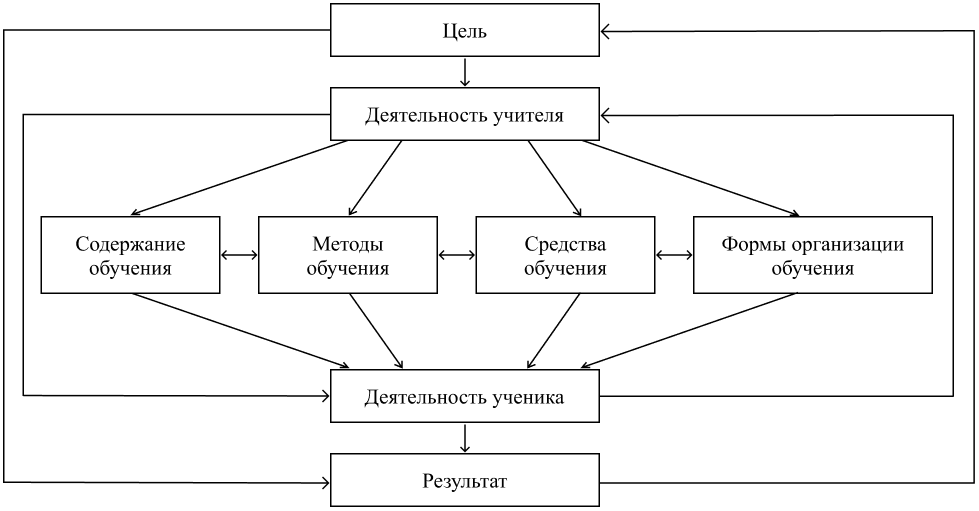 Цель
Деятельность учителя
Содержание
обучения
Методы
обучения
Средства
обучения
Формы организации
обучения
Деятельность ученика
Результат